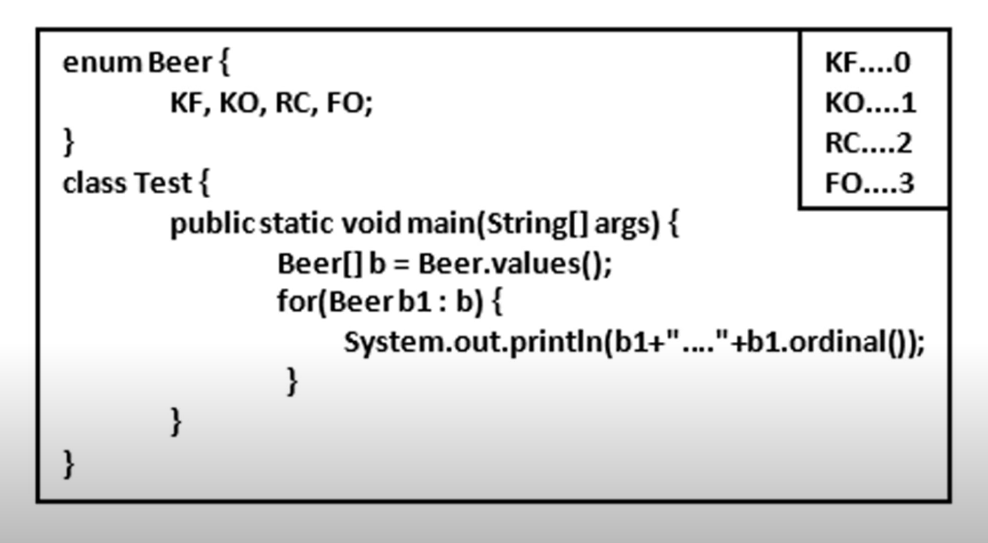 enum Beer {
KF, KO, RC, FO;
}
class Test {
public static void main(String[] args) {
Beer[] b = Beer.values();
for(Beer b1 : b) {
System.out.println(b1+"...."+b1.ordinal());
}
}
}
KF....0
KO....1
RC....2
FO....3